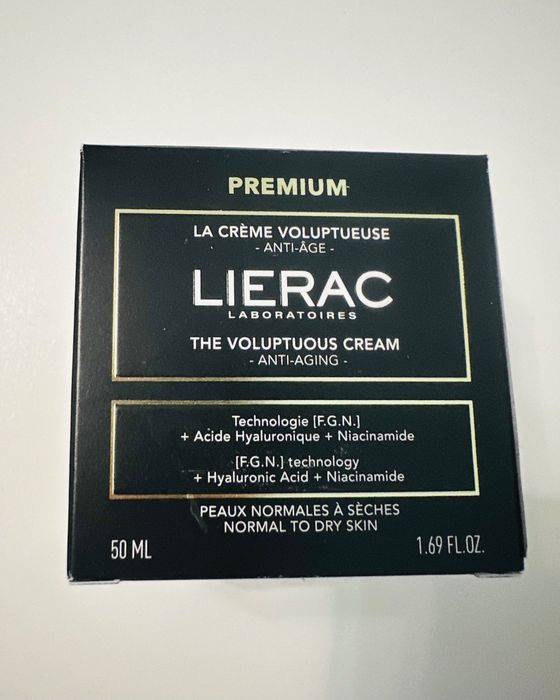 PREMIUM
LA CRÈME VOLUPTUEUSE
- ANTI-ÂGE -
LIERAC
LABORATOIRES
THE VOLUPTUOUS CREAM
- ANTI-AGING -
Technologie [F.G.N.]
+ Acide Hyaluronique + Niacinamide
[F.G.N.] technology
+ Hyaluronic Acid + Niacinamide
PEAUX NORMALES À SÈCHES
NORMAL TO DRY SKIN
50 ML
1.69 FL.OZ.